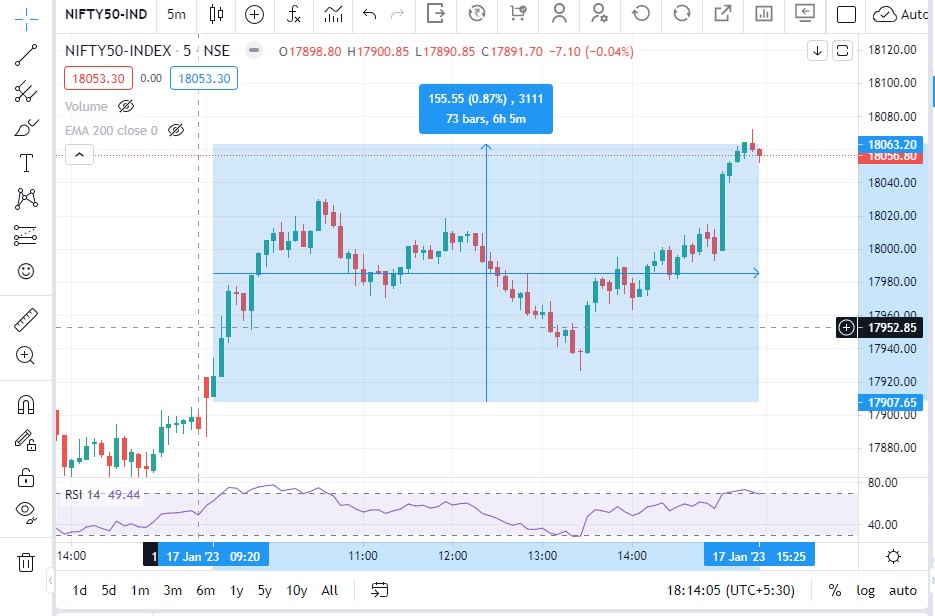 NIFTY50-IND 5m Auto
NIFTY50-INDEX · 5 · NSE O17898.80 H17900.85 L17890.85 C17891.70 −7.10 (−0.04%)
18053.30 0.00 18053.30
Volume
EMA 200 close 0
155.55 (0.87%) , 3111
73 bars, 6h 5m
18120.00
18100.00
18080.00
18063.20
18056.80
18040.00
18020.00
18000.00
17980.00
17960.00
17952.85
17940.00
17920.00
17907.65
17900.00
17880.00
RSI 14 49.44
80.00
40.00
14:00 1 17 Jan '23 09:20 11:00 12:00 13:00 14:00 17 Jan '23 15:25
1d 5d 1m 3m 6m 1y 5y 10y All 18:14:05 (UTC+5:30) % log auto